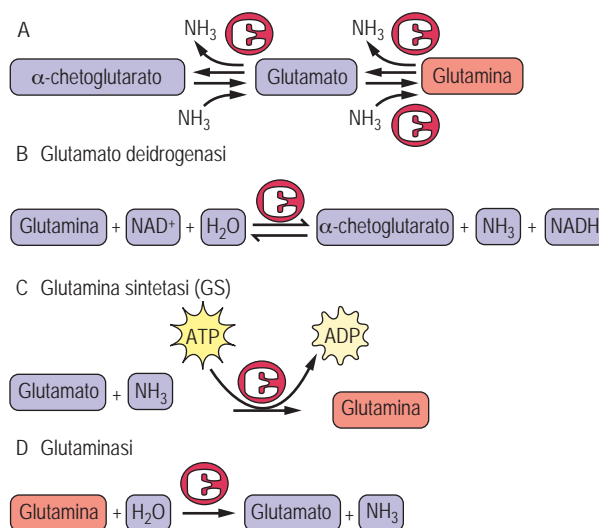 A
NH₃ NH₃
α-chetoglutarato Glutamato Glutamina
NH₃ NH₃
B Glutamato deidrogenasi
Glutamina + NAD⁺ + H₂O α-chetoglutarato + NH₃ + NADH
C Glutamina sintetasi (GS)
ATP ADP
Glutamato + NH₃ Glutamina
D Glutaminasi
Glutamina + H₂O Glutamato + NH₃